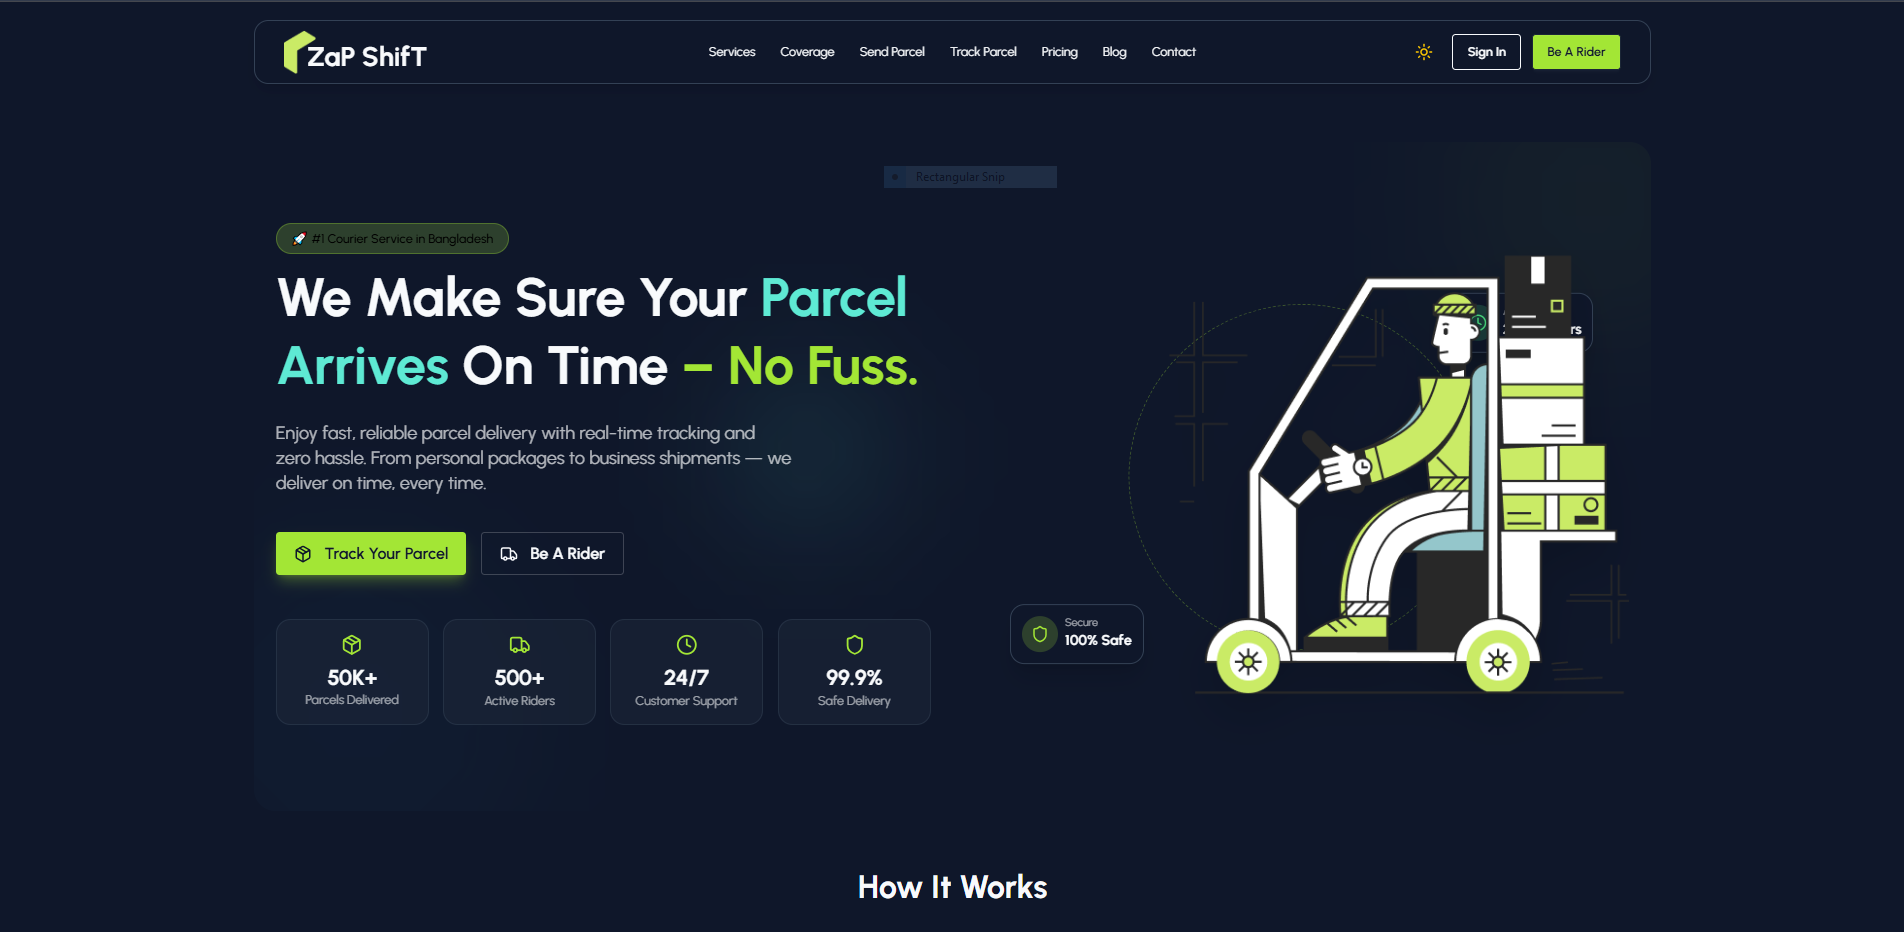 ZaP ShifT
Services Coverage Send Parcel Track Parcel Pricing Blog Contact
Sign In
Be A Rider
Rectangular Snip
🚀 #1 Courier Service in Bangladesh
We Make Sure Your Parcel
Arrives On Time – No Fuss.
Enjoy fast, reliable parcel delivery with real-time tracking and
zero hassle. From personal packages to business shipments — we
deliver on time, every time.
Track Your Parcel
Be A Rider
50K+
Parcels Delivered
500+
Active Riders
24/7
Customer Support
99.9%
Safe Delivery
Secure
100% Safe
How It Works